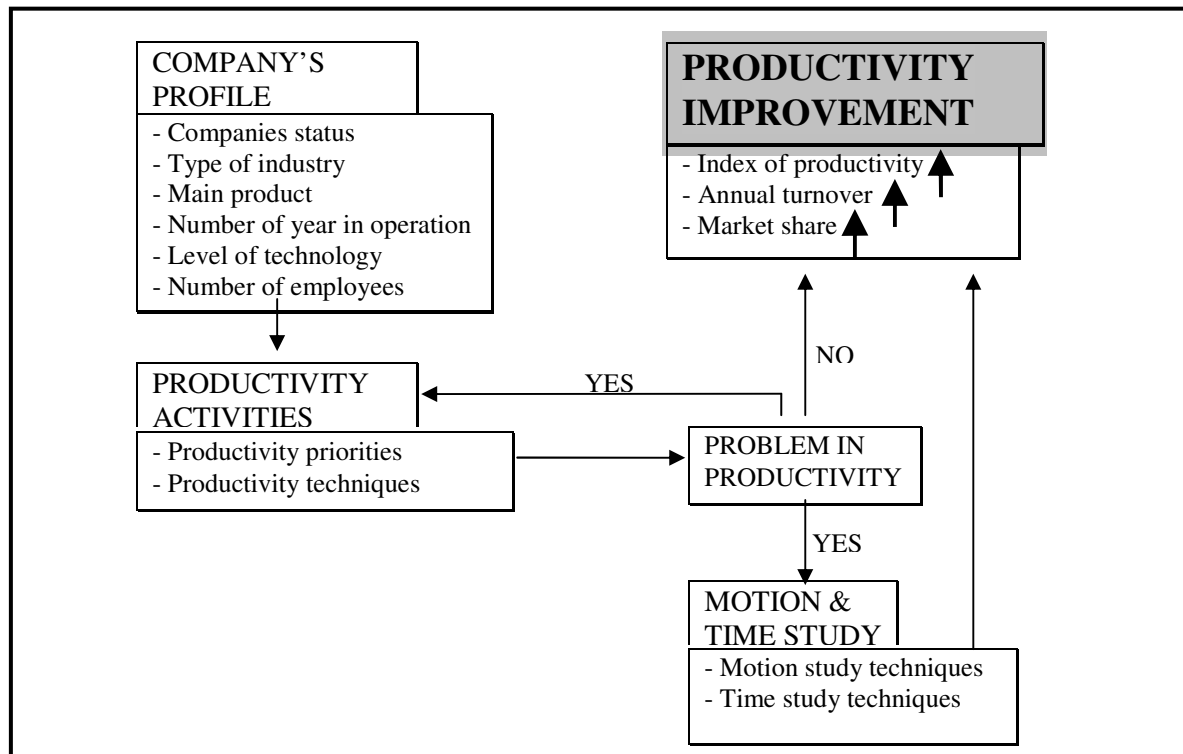 COMPANY'S
PROFILE
- Companies status
- Type of industry
- Main product
- Number of year in operation
- Level of technology
- Number of employees
PRODUCTIVITY
IMPROVEMENT
- Index of productivity
- Annual turnover
- Market share
NO
YES
PRODUCTIVITY
ACTIVITIES
- Productivity priorities
- Productivity techniques
PROBLEM IN
PRODUCTIVITY
YES
MOTION &
TIME STUDY
- Motion study techniques
- Time study techniques